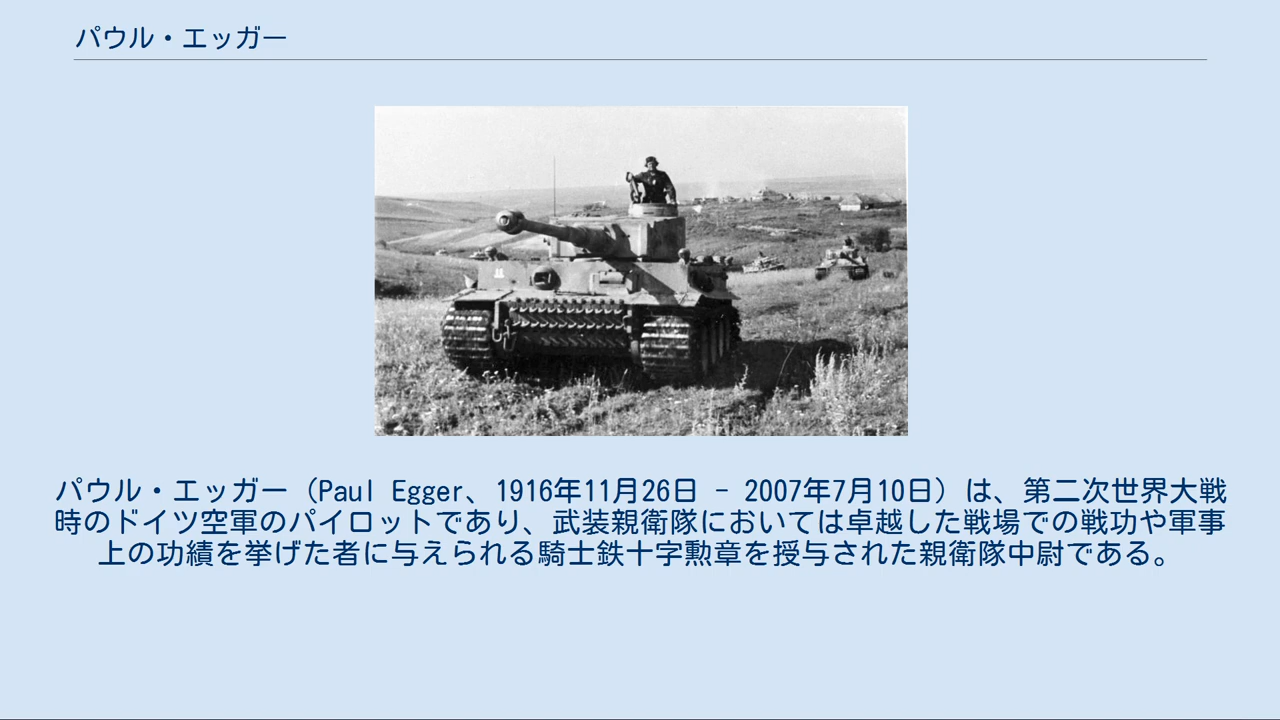 パウル・エッガー
パウル・エッガー（Paul Egger、1916年11月26日 - 2007年7月10日）は、第二次世界大戦
時のドイツ空軍のパイロットであり、武装親衛隊においては卓越した戦場での戦功や軍事
上の功績を挙げた者に与えられる騎士鉄十字勲章を授与された親衛隊中尉である。